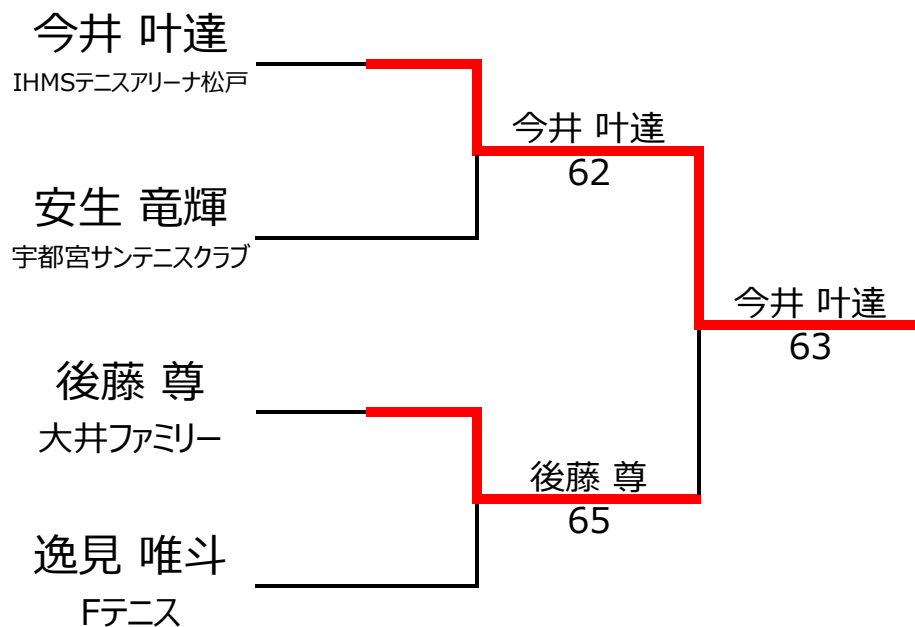 今井 叶達
IHMSテニスアリーナ松戸
今井 叶達
62
安生 竜輝
宇都宮サンテニスクラブ
今井 叶達
63
後藤 尊
大井ファミリー
後藤 尊
65
逸見 唯斗
Fテニス